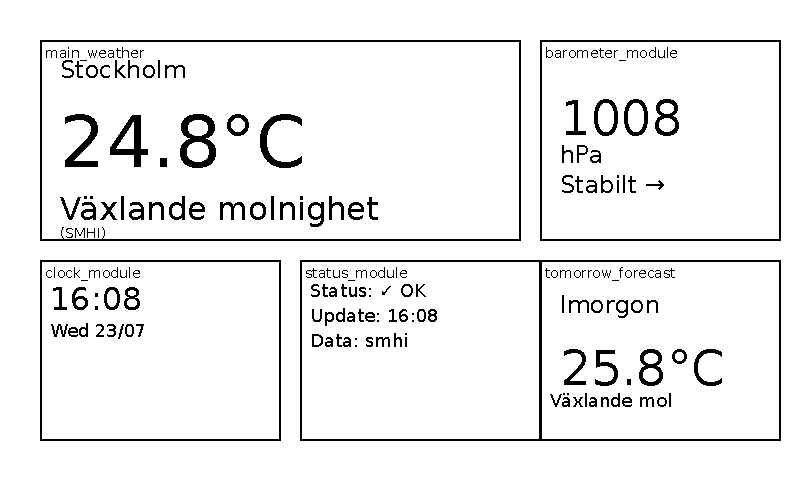 main_weather
Stockholm
24.8°C
Växlande molnighet
(SMHI)
barometer_module
1008
hPa
Stabilt →
clock_module
16:08
Wed 23/07
status_module
Status: ✓ OK
Update: 16:08
Data: smhi
tomorrow_forecast
Imorgon
25.8°C
Växlande mol